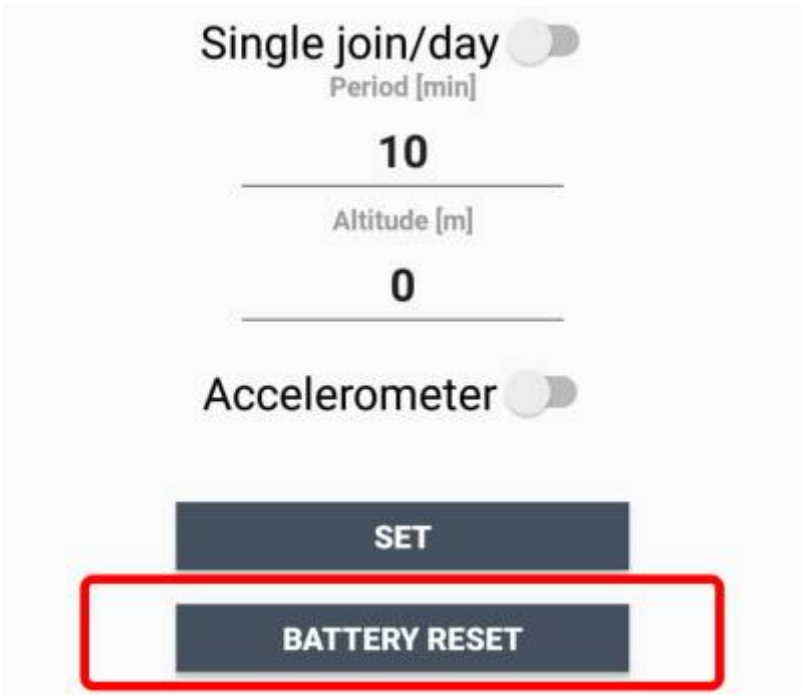 Single join/day
Period [min]
10
Altitude [m]
0
Accelerometer
SET
BATTERY RESET